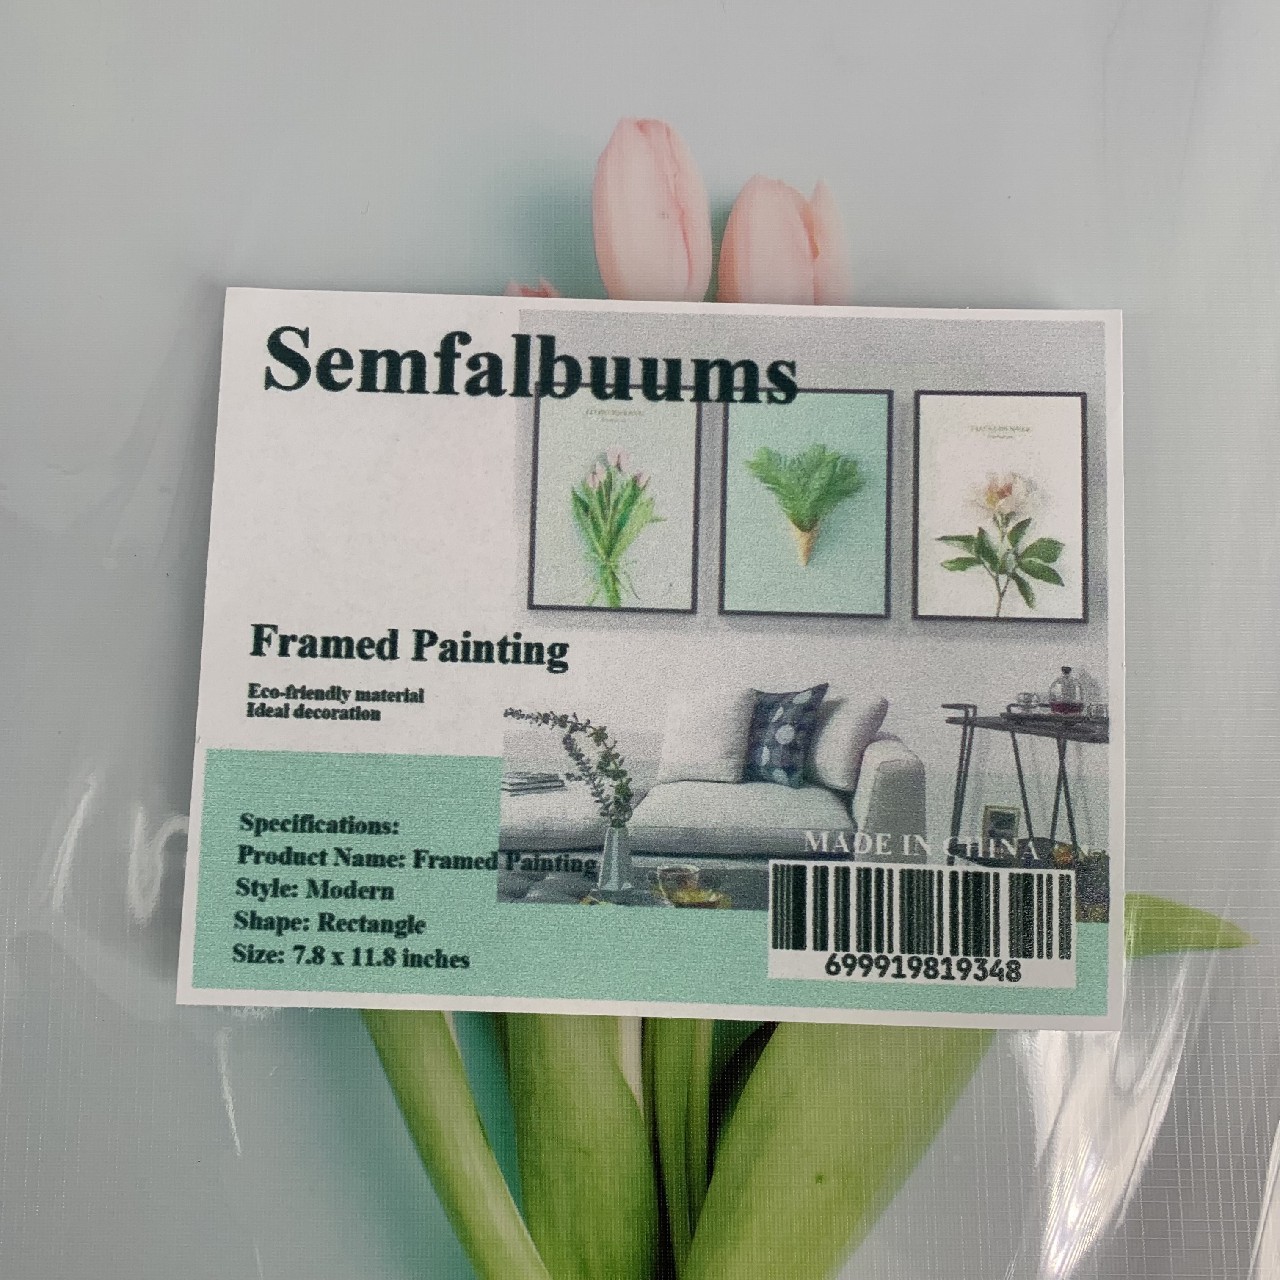 Semfalbuums
Framed Painting
Eco-friendly material
Ideal decoration
Specifications:
Product Name: Framed Painting
Style: Modern
Shape: Rectangle
Size: 7.8 x 11.8 inches
MADE IN CHINA
699919819348